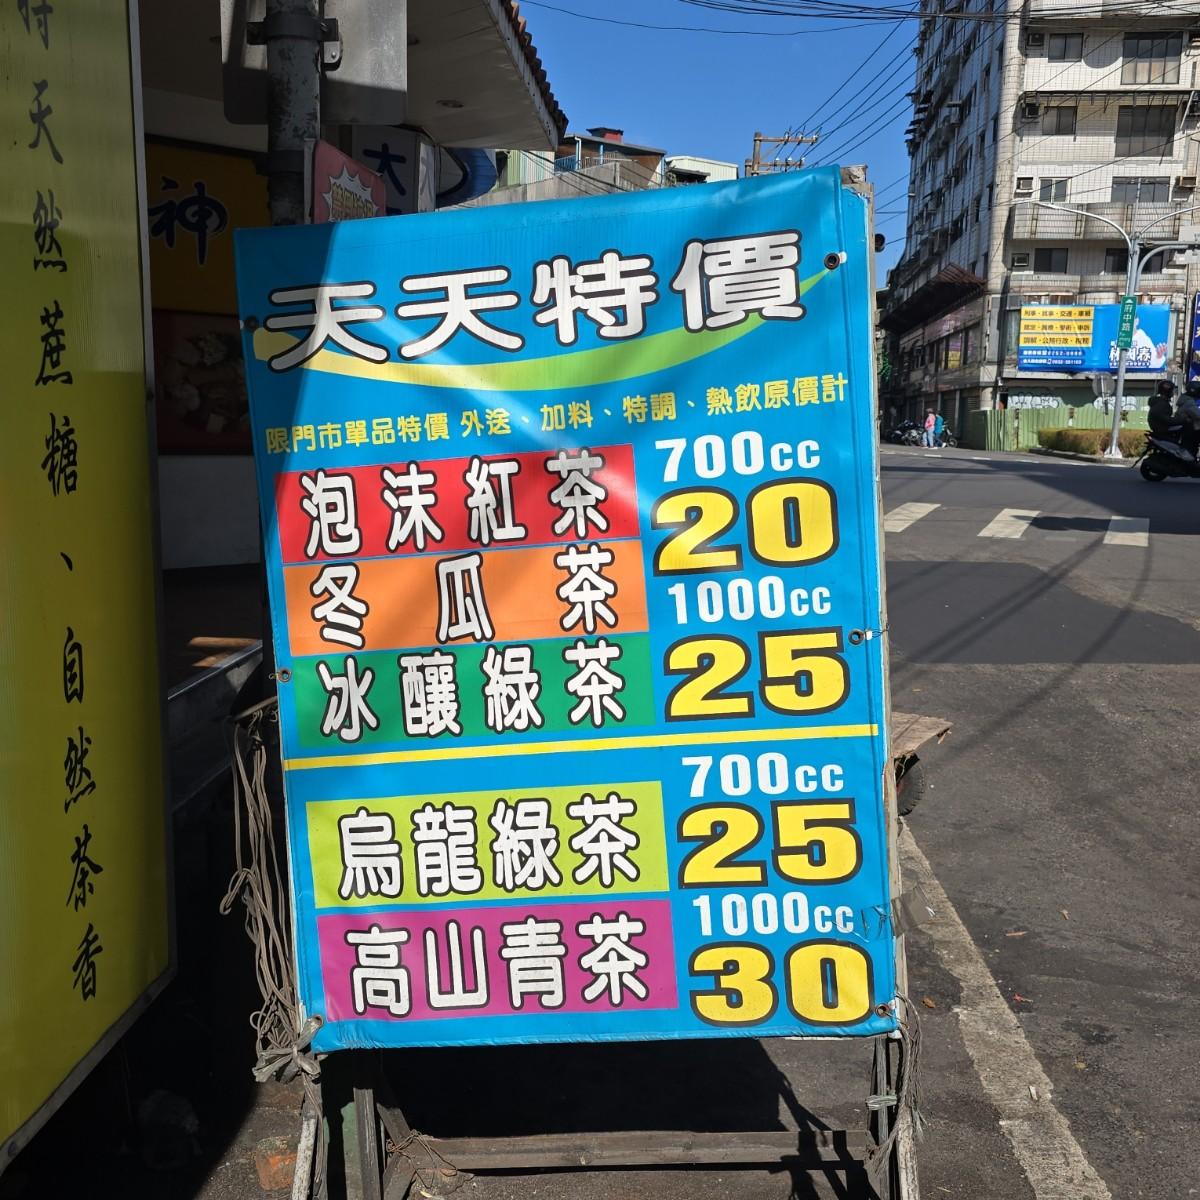 天然蔗糖、自然茶香
神
大
天天特價
限門市單品特價 外送、加料、特調、熱飲原價計
泡沫紅茶
冬瓜茶
冰釀綠茶
700cc
20
1000cc
25
烏龍綠茶
高山青茶
700cc
25
1000cc
30
府中路